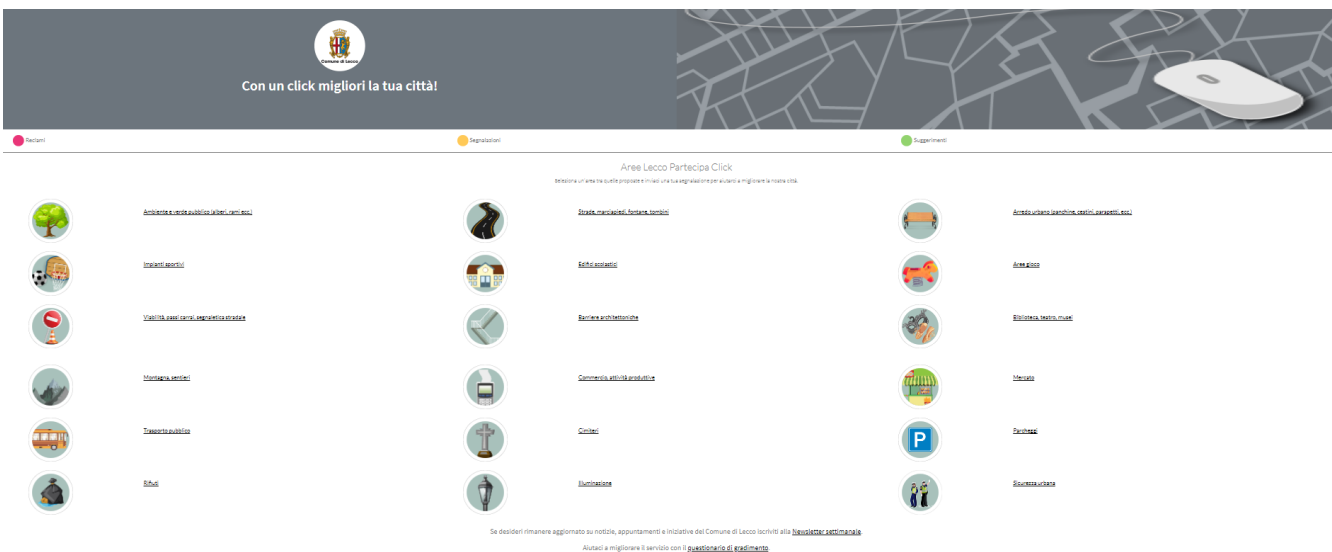 Comune di Lecco
Con un click migliori la tua città!
Reclami
Segnalazioni
Suggerimenti
Aree Lecco Partecipa Click
Seleziona un'area tra quelle proposte e inviaci una tua segnalazione per aiutarci a migliorare la nostra città.
Ambiente e verde pubblico (alberi, rami ecc.)
Strade, marciapiedi, fontane, tombini
Arredo urbano (panchine, cestini, parapetti, ecc.)
Impianti sportivi
Edifici scolastici
Aree gioco
Viabilità, passi carrai, segnaletica stradale
Barriere architettoniche
Biblioteca, teatro, musei
Montagna, sentieri
Commercio, attività produttive
Mercato
Trasporto pubblico
Cimiteri
P
Parcheggi
Rifiuti
Illuminazione
Sicurezza urbana
Se desideri rimanere aggiornato su notizie, appuntamenti e iniziative del Comune di Lecco iscriviti alla Newsletter settimanale.
Aiutaci a migliorare il servizio con il questionario di gradimento.